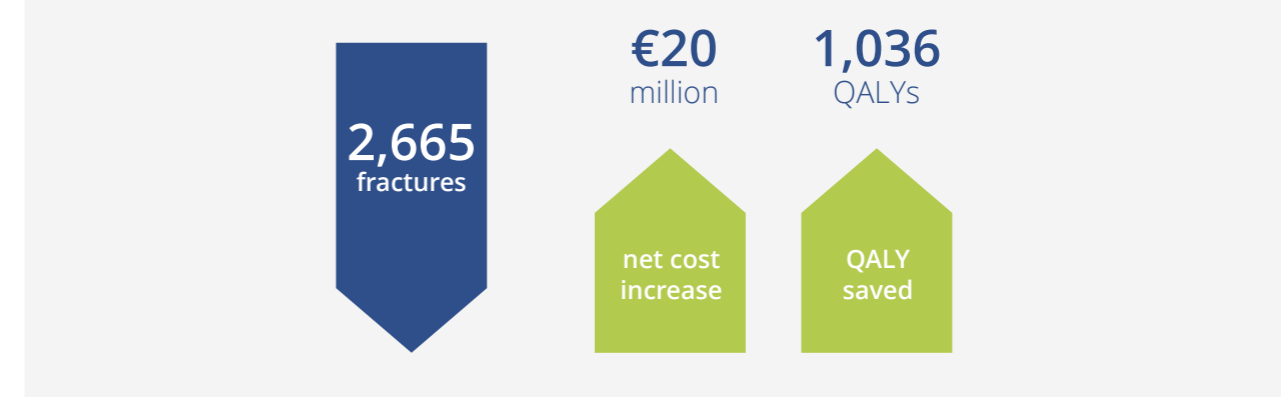 2,665
fractures
€20
million
net cost
increase
1,036
QALYs
QALY
saved